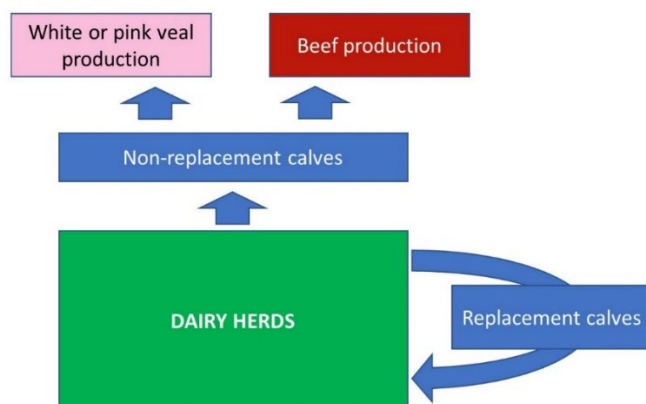 White or pink veal
production
Beef production
Non-replacement calves
DAIRY HERDS
Replacement calves